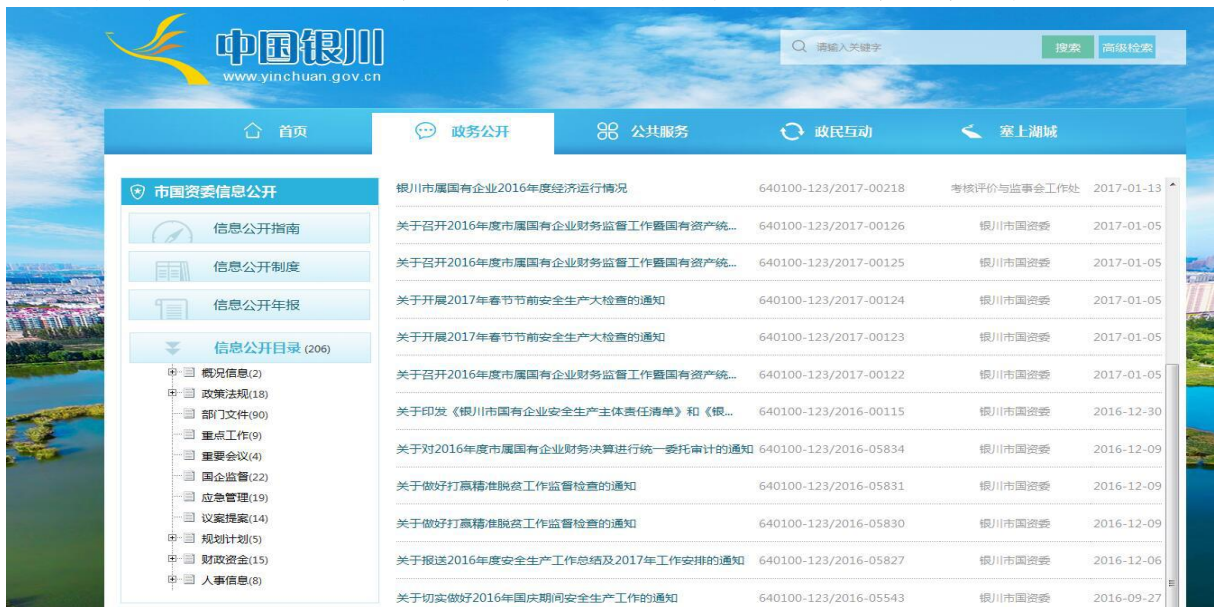 中国银川
www.yinchuan.gov.cn
请输入关键字
搜索
高级检索
首页
政务公开
公共服务
政民互动
塞上湖城
市国资委信息公开
信息公开指南
信息公开制度
信息公开年报
信息公开目录 (206)
概况信息(2)
政策法规(18)
部门文件(90)
重点工作(9)
重要会议(4)
国企监督(22)
应急管理(19)
议案提案(14)
规划计划(5)
财政资金(15)
人事信息(8)
银川市属国有企业2016年度经济运行情况 640100-123/2017-00218 考核评价与监事会工作处 2017-01-13
关于召开2016年度市属国有企业财务监督工作暨国有资产统... 640100-123/2017-00126 银川市国资委 2017-01-05
关于召开2016年度市属国有企业财务监督工作暨国有资产统... 640100-123/2017-00125 银川市国资委 2017-01-05
关于开展2017年春节节前安全生产大检查的通知 640100-123/2017-00124 银川市国资委 2017-01-05
关于开展2017年春节节前安全生产大检查的通知 640100-123/2017-00123 银川市国资委 2017-01-05
关于召开2016年度市属国有企业财务监督工作暨国有资产统... 640100-123/2017-00122 银川市国资委 2017-01-05
关于印发《银川市国有企业安全生产主体责任清单》和《银... 640100-123/2016-00115 银川市国资委 2016-12-30
关于对2016年度市属国有企业财务决算进行统一委托审计的通知 640100-123/2016-05834 银川市国资委 2016-12-09
关于做好打赢精准脱贫工作监督检查的通知 640100-123/2016-05831 银川市国资委 2016-12-09
关于做好打赢精准脱贫工作监督检查的通知 640100-123/2016-05830 银川市国资委 2016-12-09
关于报送2016年度安全生产工作总结及2017年工作安排的通知 640100-123/2016-05827 银川市国资委 2016-12-06
关于切实做好2016年国庆期间安全生产工作的通知 640100-123/2016-05543 银川市国资委 2016-09-27